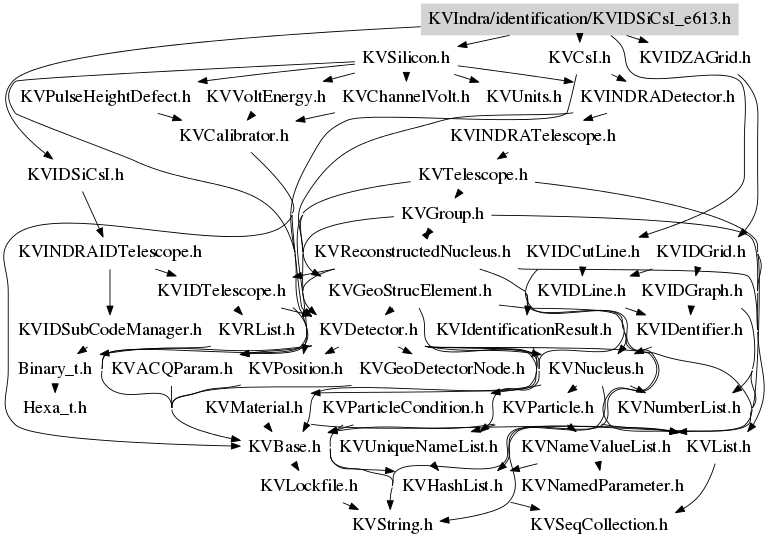 KVIndra/identification/KVIDSiCsI_e613.h
KVSilicon.h KVCsI.h KVIDZAGrid.h
KVPulseHeightDefect.h KVVoltEnergy.h KVChannelVolt.h KVUnits.h KVINDRADetector.h
KVCalibrator.h KVINDRATelescope.h
KVIDSiCsI.h KVTelescope.h
KVGroup.h
KVINDRAIDTelescope.h KVReconstructedNucleus.h KVIDCutLine.h KVIDGrid.h
KVIDTelescope.h KVGeoStrucElement.h KVIDLine.h KVIDGraph.h
KVIDSubCodeManager.h KVRList.h KVDetector.h KVIdentificationResult.h KVIDentifier.h
Binary_t.h KVACQParam.h KVPosition.h KVGeoDetectorNode.h KVNucleus.h
Hexa_t.h KVMaterial.h KVParticleCondition.h KVParticle.h KVNumberList.h
KVBase.h KVUniqueNameList.h KVNameValueList.h KVList.h
KVLockfile.h KVHashList.h KVNamedParameter.h
KVString.h KVSeqCollection.h